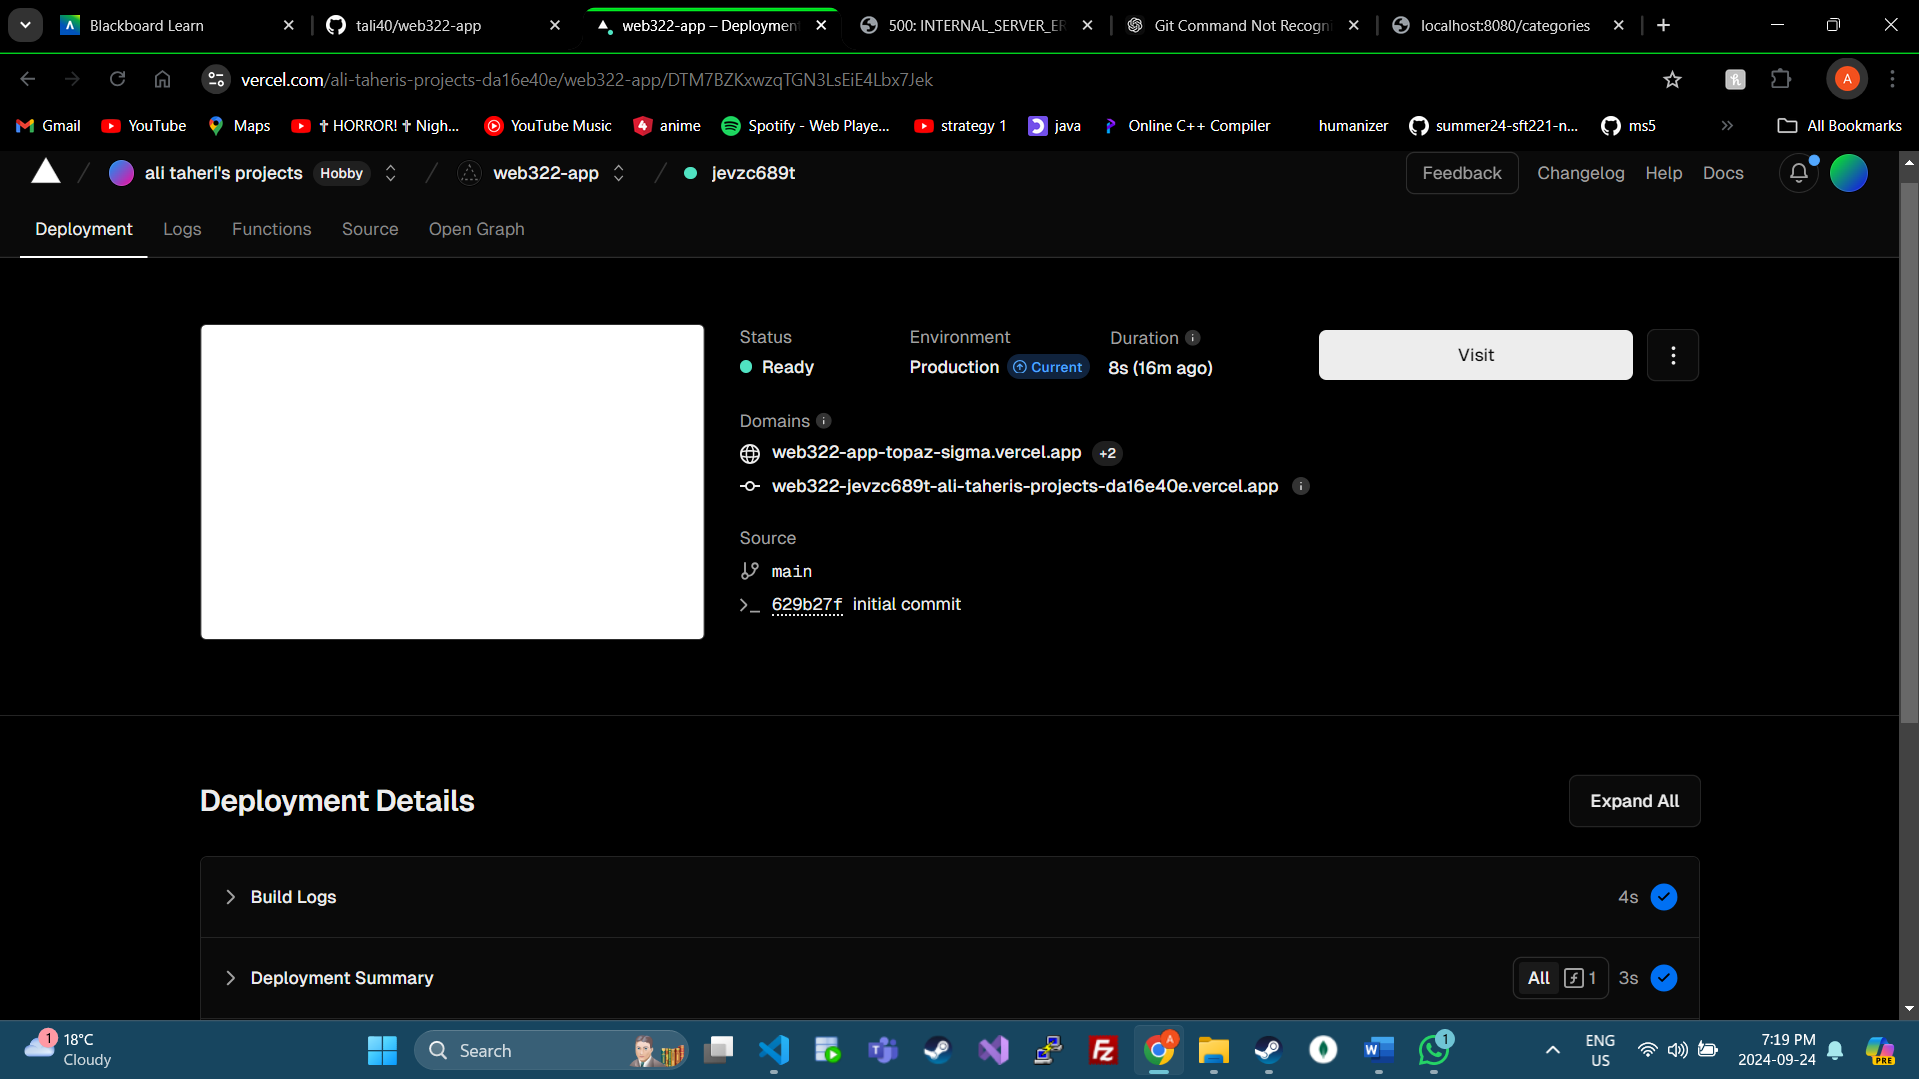 Blackboard Learn
tali40/web322-app
web322-app – Deployment
500: INTERNAL_SERVER_ER
Git Command Not Recogni
localhost:8080/categories
vercel.com/ali-taheris-projects-da16e40e/web322-app/DTM7BZKxwzqTGN3LsEiE4Lbx7Jek
A
Gmail
YouTube
Maps
✝ HORROR! ✝ Nigh...
YouTube Music
anime
Spotify - Web Playe...
strategy 1
java
Online C++ Compiler
humanizer
summer24-sft221-n...
ms5
All Bookmarks
ali taheri's projects
Hobby
web322-app
jevzc689t
Feedback
Changelog
Help
Docs
Deployment
Logs
Functions
Source
Open Graph
Status
Environment
Duration
Ready
Production
Current
8s (16m ago)
Visit
Domains
web322-app-topaz-sigma.vercel.app +2
web322-jevzc689t-ali-taheris-projects-da16e40e.vercel.app
Source
main
629b27f initial commit
Deployment Details
Expand All
Build Logs
4s
Deployment Summary
All
1
3s
1
18°C
Cloudy
Search
A
1
ENG
US
7:19 PM
2024-09-24
PRE